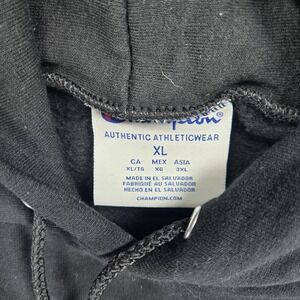 Champion
AUTHENTIC ATHLETICWEAR
XL
CA MEX ASIA
XL/TG XG 2XL
MADE IN EL SALVADOR
FABRIQUÉ AU SALVADOR
HECHO EN EL SALVADOR
CHAMPION.COM